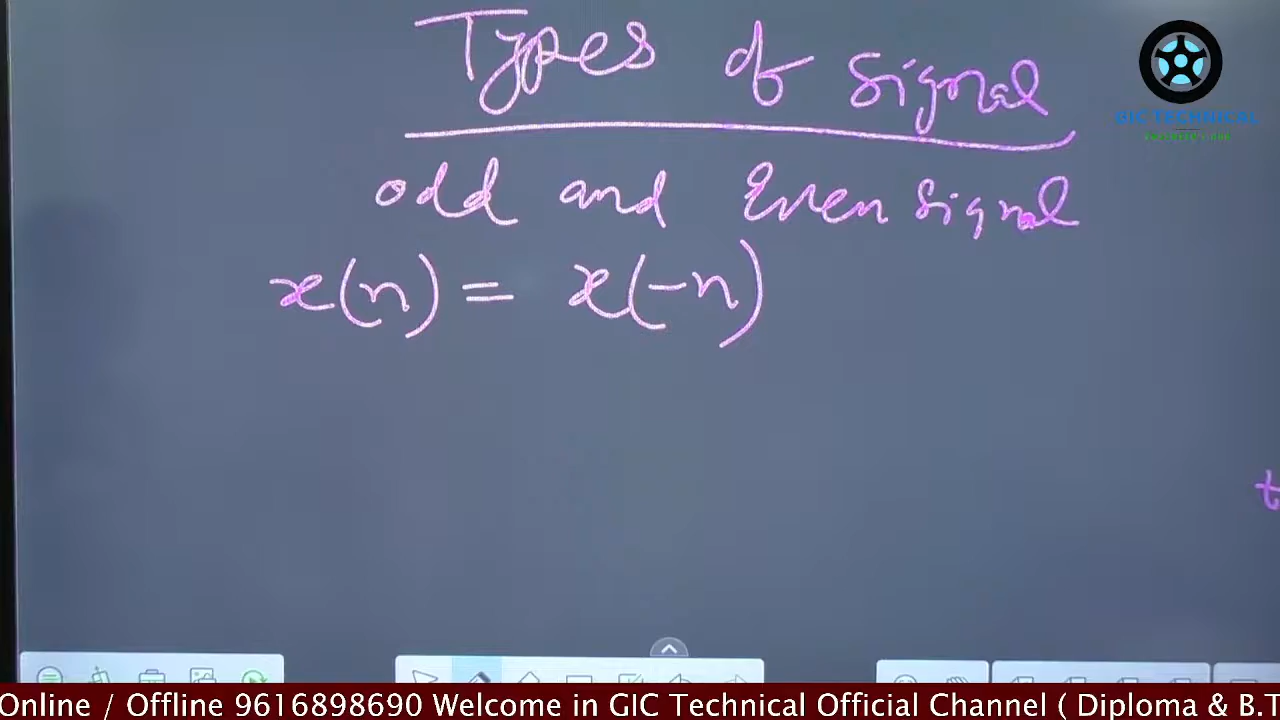 Types of Signal
GIC TECHNICAL
odd and Even Signal
x(n) = x(-n)
t
Online / Offline 9616898690 Welcome in GIC Technical Official Channel ( Diploma & B.T